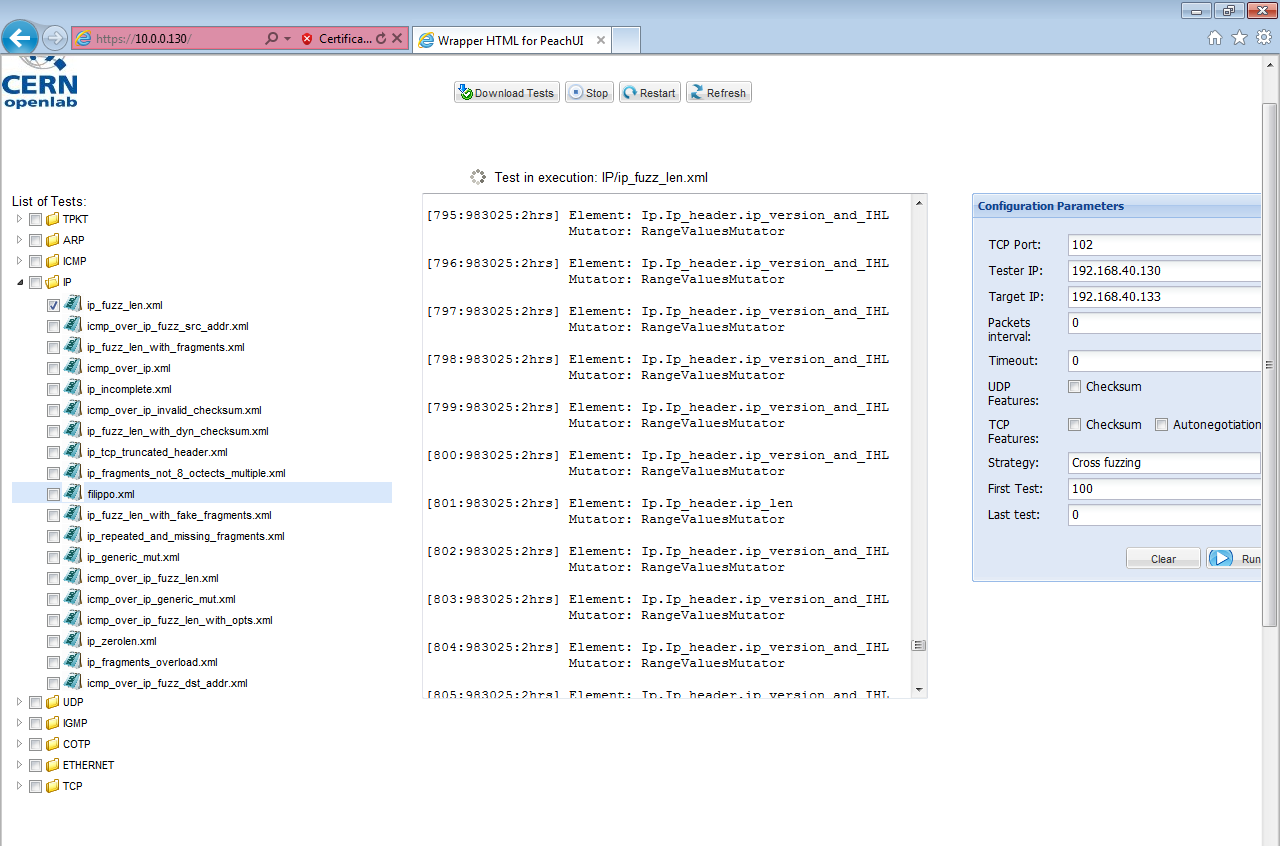 https://10.0.0.130/
Certifica...
Wrapper HTML for PeachUI
CERN
openlab
Download Tests
Stop
Restart
Refresh
Test in execution: IP/ip_fuzz_len.xml
List of Tests:
TPKT
ARP
ICMP
IP
ip_fuzz_len.xml
icmp_over_ip_fuzz_src_addr.xml
ip_fuzz_len_with_fragments.xml
icmp_over_ip.xml
ip_incomplete.xml
icmp_over_ip_invalid_checksum.xml
ip_fuzz_len_with_dyn_checksum.xml
ip_tcp_truncated_header.xml
ip_fragments_not_8_octects_multiple.xml
filippo.xml
ip_fuzz_len_with_fake_fragments.xml
ip_repeated_and_missing_fragments.xml
ip_generic_mut.xml
icmp_over_ip_fuzz_len.xml
icmp_over_ip_generic_mut.xml
icmp_over_ip_fuzz_len_with_opts.xml
ip_zerolen.xml
ip_fragments_overload.xml
icmp_over_ip_fuzz_dst_addr.xml
UDP
IGMP
COTP
ETHERNET
TCP
[795:983025:2hrs] Element: Ip.Ip_header.ip_version_and_IHL
Mutator: RangeValuesMutator
[796:983025:2hrs] Element: Ip.Ip_header.ip_version_and_IHL
Mutator: RangeValuesMutator
[797:983025:2hrs] Element: Ip.Ip_header.ip_version_and_IHL
Mutator: RangeValuesMutator
[798:983025:2hrs] Element: Ip.Ip_header.ip_version_and_IHL
Mutator: RangeValuesMutator
[799:983025:2hrs] Element: Ip.Ip_header.ip_version_and_IHL
Mutator: RangeValuesMutator
[800:983025:2hrs] Element: Ip.Ip_header.ip_version_and_IHL
Mutator: RangeValuesMutator
[801:983025:2hrs] Element: Ip.Ip_header.ip_len
Mutator: RangeValuesMutator
[802:983025:2hrs] Element: Ip.Ip_header.ip_version_and_IHL
Mutator: RangeValuesMutator
[803:983025:2hrs] Element: Ip.Ip_header.ip_version_and_IHL
Mutator: RangeValuesMutator
[804:983025:2hrs] Element: Ip.Ip_header.ip_version_and_IHL
Mutator: RangeValuesMutator
[805:983025:2hrs] Element: Ip.Ip_header.ip_version_and_IHL
Configuration Parameters
TCP Port: 102
Tester IP: 192.168.40.130
Target IP: 192.168.40.133
Packets interval: 0
Timeout: 0
UDP Features: Checksum
TCP Features: Checksum Autonegotiation
Strategy: Cross fuzzing
First Test: 100
Last test: 0
Clear
Run